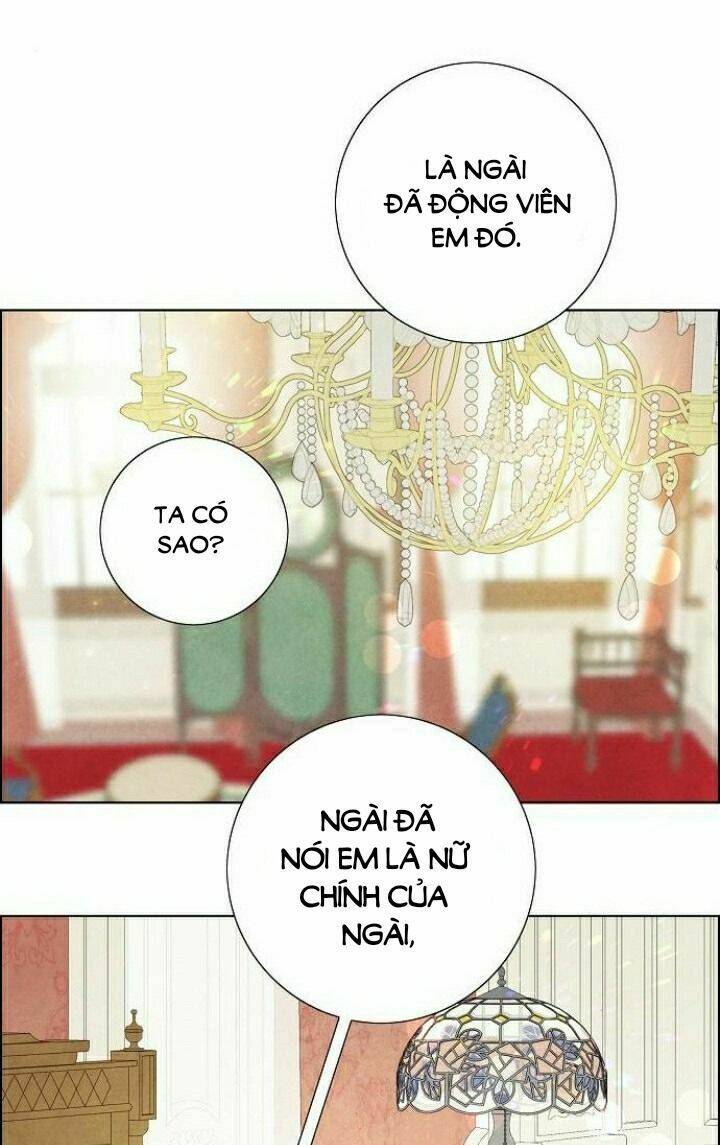 LÀ NGÀI
ĐÃ ĐỘNG VIÊN
EM ĐÓ.
TA CÓ
SAO?
NGÀI ĐÃ
NÓI EM LÀ NỮ
CHÍNH CỦA
NGÀI,